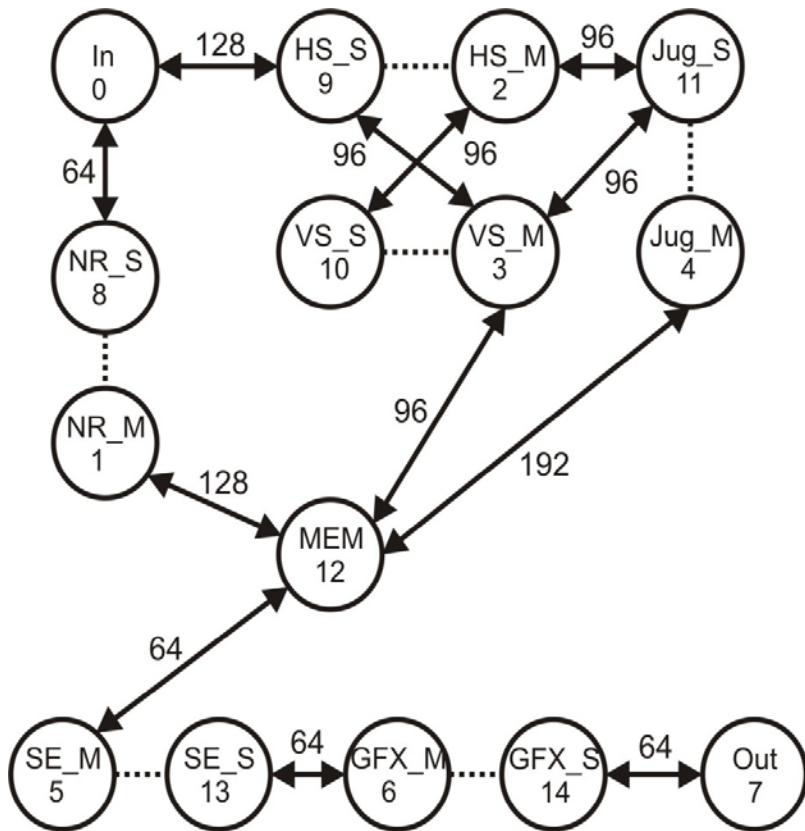 In
0
128
HS_S
9
HS_M
2
96
Jug_S
11
64
96
96
96
NR_S
8
VS_S
10
VS_M
3
Jug_M
4
NR_M
1
96
192
128
MEM
12
64
SE_M
5
SE_S
13
64
GFX_M
6
GFX_S
14
64
Out
7